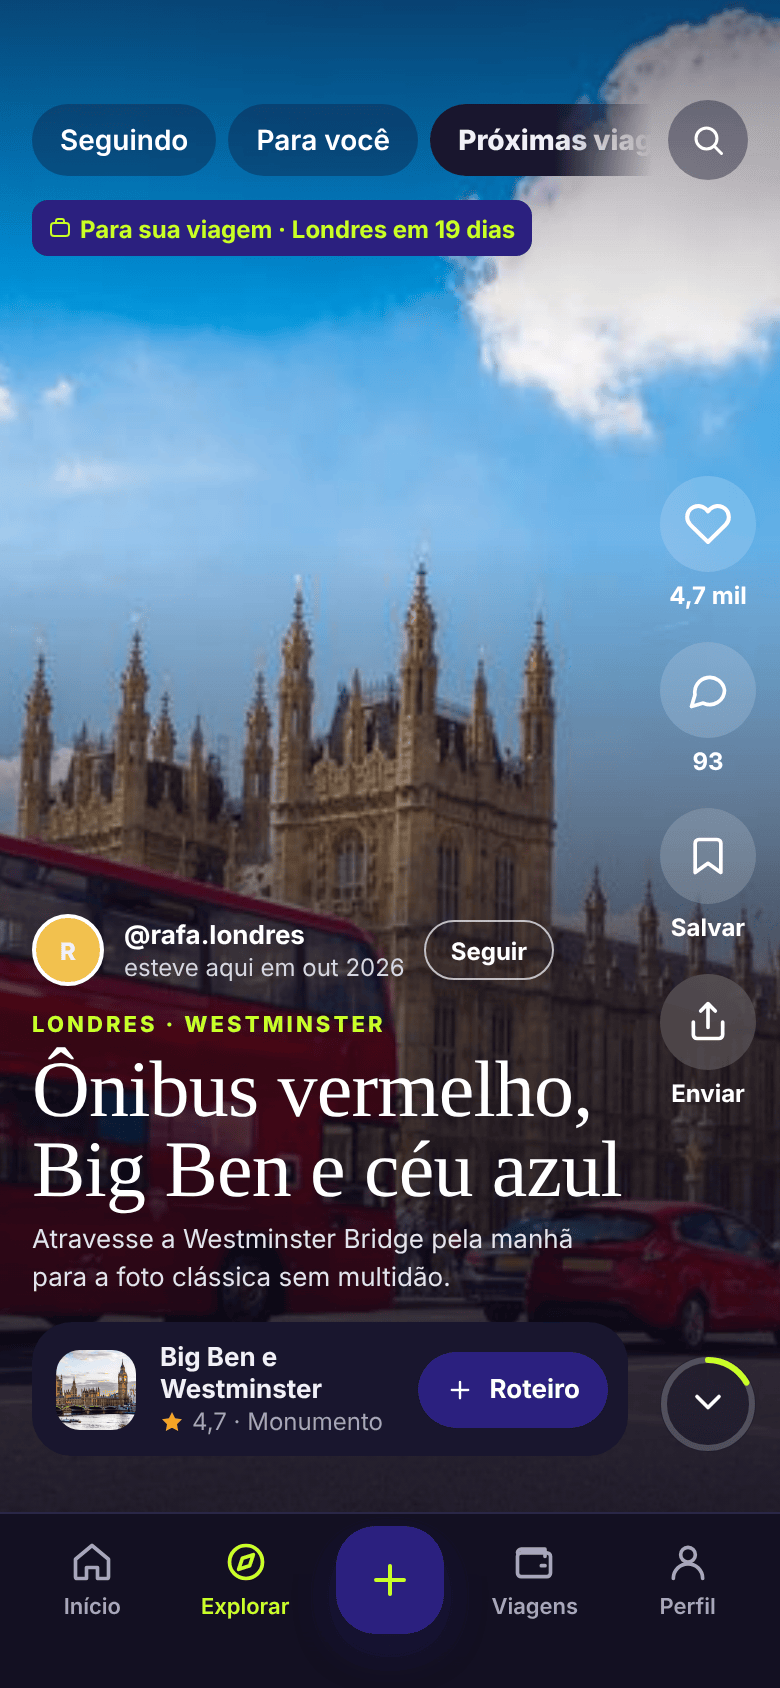 Seguindo
Para você
Próximas viag
Para sua viagem · Londres em 19 dias
4,7 mil
93
Salvar
Enviar
R
@rafa.londres
esteve aqui em out 2026
Seguir
LONDRES · WESTMINSTER
Ônibus vermelho,
Big Ben e céu azul
Atravesse a Westminster Bridge pela manhã
para a foto clássica sem multidão.
Big Ben e
Westminster
4,7 · Monumento
+ Roteiro
Início
Explorar
Viagens
Perfil